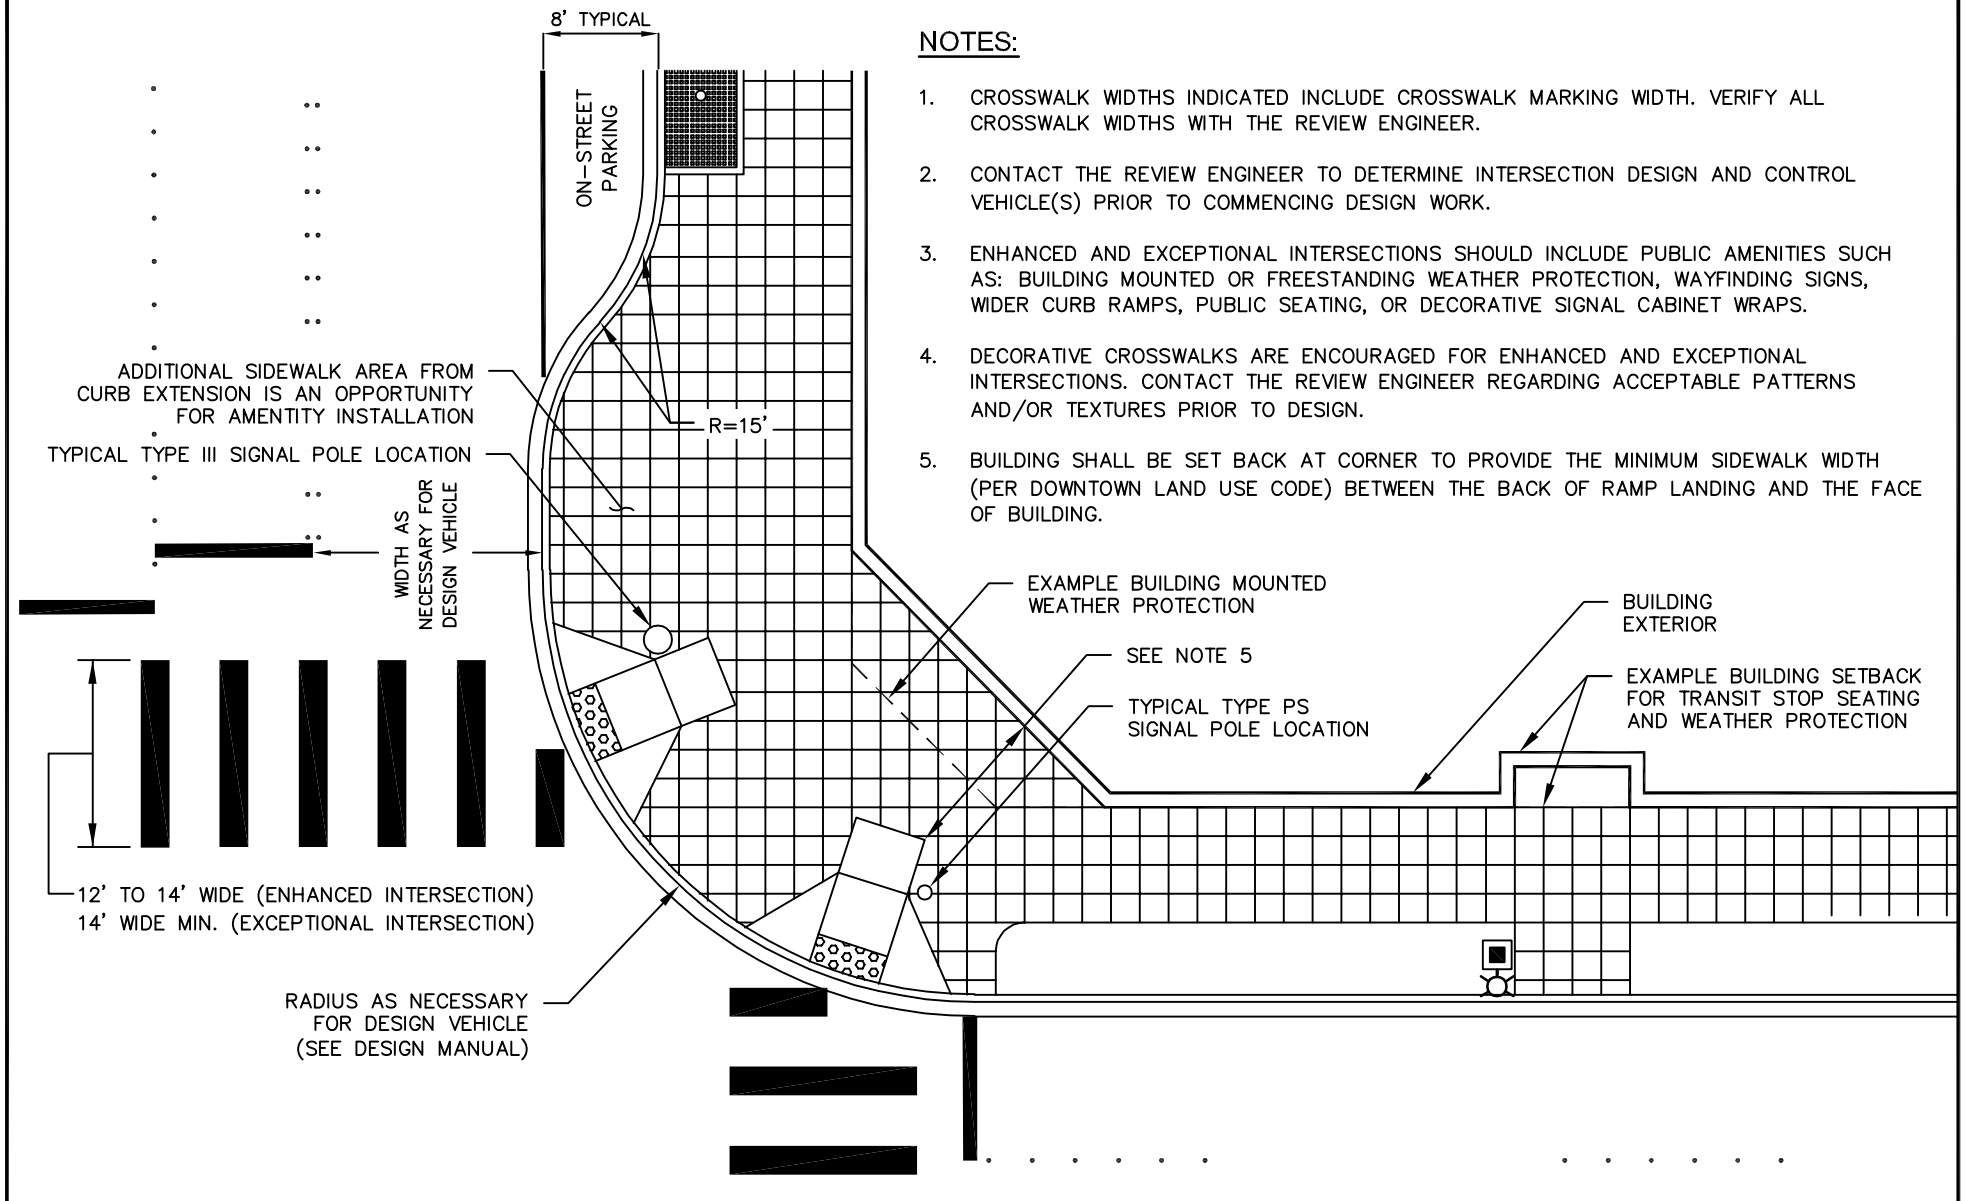 8' TYPICAL
ON-STREET
PARKING
NOTES:
1. CROSSWALK WIDTHS INDICATED INCLUDE CROSSWALK MARKING WIDTH. VERIFY ALL
CROSSWALK WIDTHS WITH THE REVIEW ENGINEER.
2. CONTACT THE REVIEW ENGINEER TO DETERMINE INTERSECTION DESIGN AND CONTROL
VEHICLE(S) PRIOR TO COMMENCING DESIGN WORK.
3. ENHANCED AND EXCEPTIONAL INTERSECTIONS SHOULD INCLUDE PUBLIC AMENITIES SUCH
AS: BUILDING MOUNTED OR FREESTANDING WEATHER PROTECTION, WAYFINDING SIGNS,
WIDER CURB RAMPS, PUBLIC SEATING, OR DECORATIVE SIGNAL CABINET WRAPS.
4. DECORATIVE CROSSWALKS ARE ENCOURAGED FOR ENHANCED AND EXCEPTIONAL
INTERSECTIONS. CONTACT THE REVIEW ENGINEER REGARDING ACCEPTABLE PATTERNS
AND/OR TEXTURES PRIOR TO DESIGN.
5. BUILDING SHALL BE SET BACK AT CORNER TO PROVIDE THE MINIMUM SIDEWALK WIDTH
(PER DOWNTOWN LAND USE CODE) BETWEEN THE BACK OF RAMP LANDING AND THE FACE
OF BUILDING.
ADDITIONAL SIDEWALK AREA FROM
CURB EXTENSION IS AN OPPORTUNITY
FOR AMENTITY INSTALLATION
R=15'
TYPICAL TYPE III SIGNAL POLE LOCATION
WIDTH AS
NECESSARY FOR
DESIGN VEHICLE
EXAMPLE BUILDING MOUNTED
WEATHER PROTECTION
SEE NOTE 5
TYPICAL TYPE PS
SIGNAL POLE LOCATION
BUILDING
EXTERIOR
EXAMPLE BUILDING SETBACK
FOR TRANSIT STOP SEATING
AND WEATHER PROTECTION
12' TO 14' WIDE (ENHANCED INTERSECTION)
14' WIDE MIN. (EXCEPTIONAL INTERSECTION)
RADIUS AS NECESSARY
FOR DESIGN VEHICLE
(SEE DESIGN MANUAL)